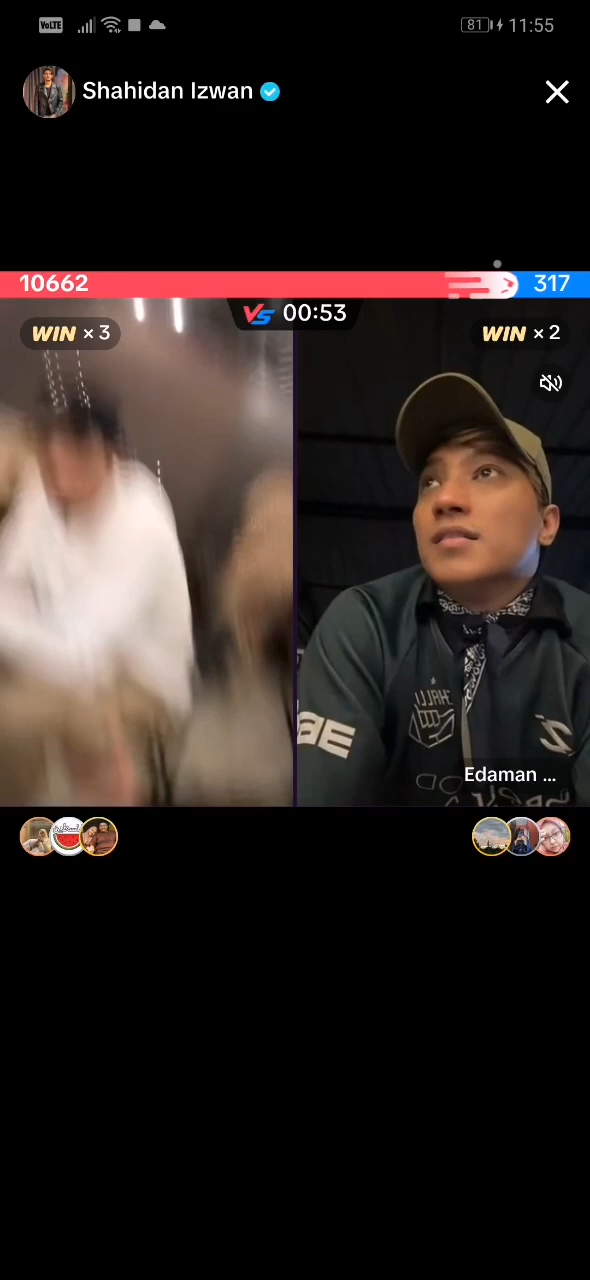 VoLTE 81 11:55
Shahidan Izwan
10662 317
VS 00:53
WIN × 3 WIN × 2
Edaman ...